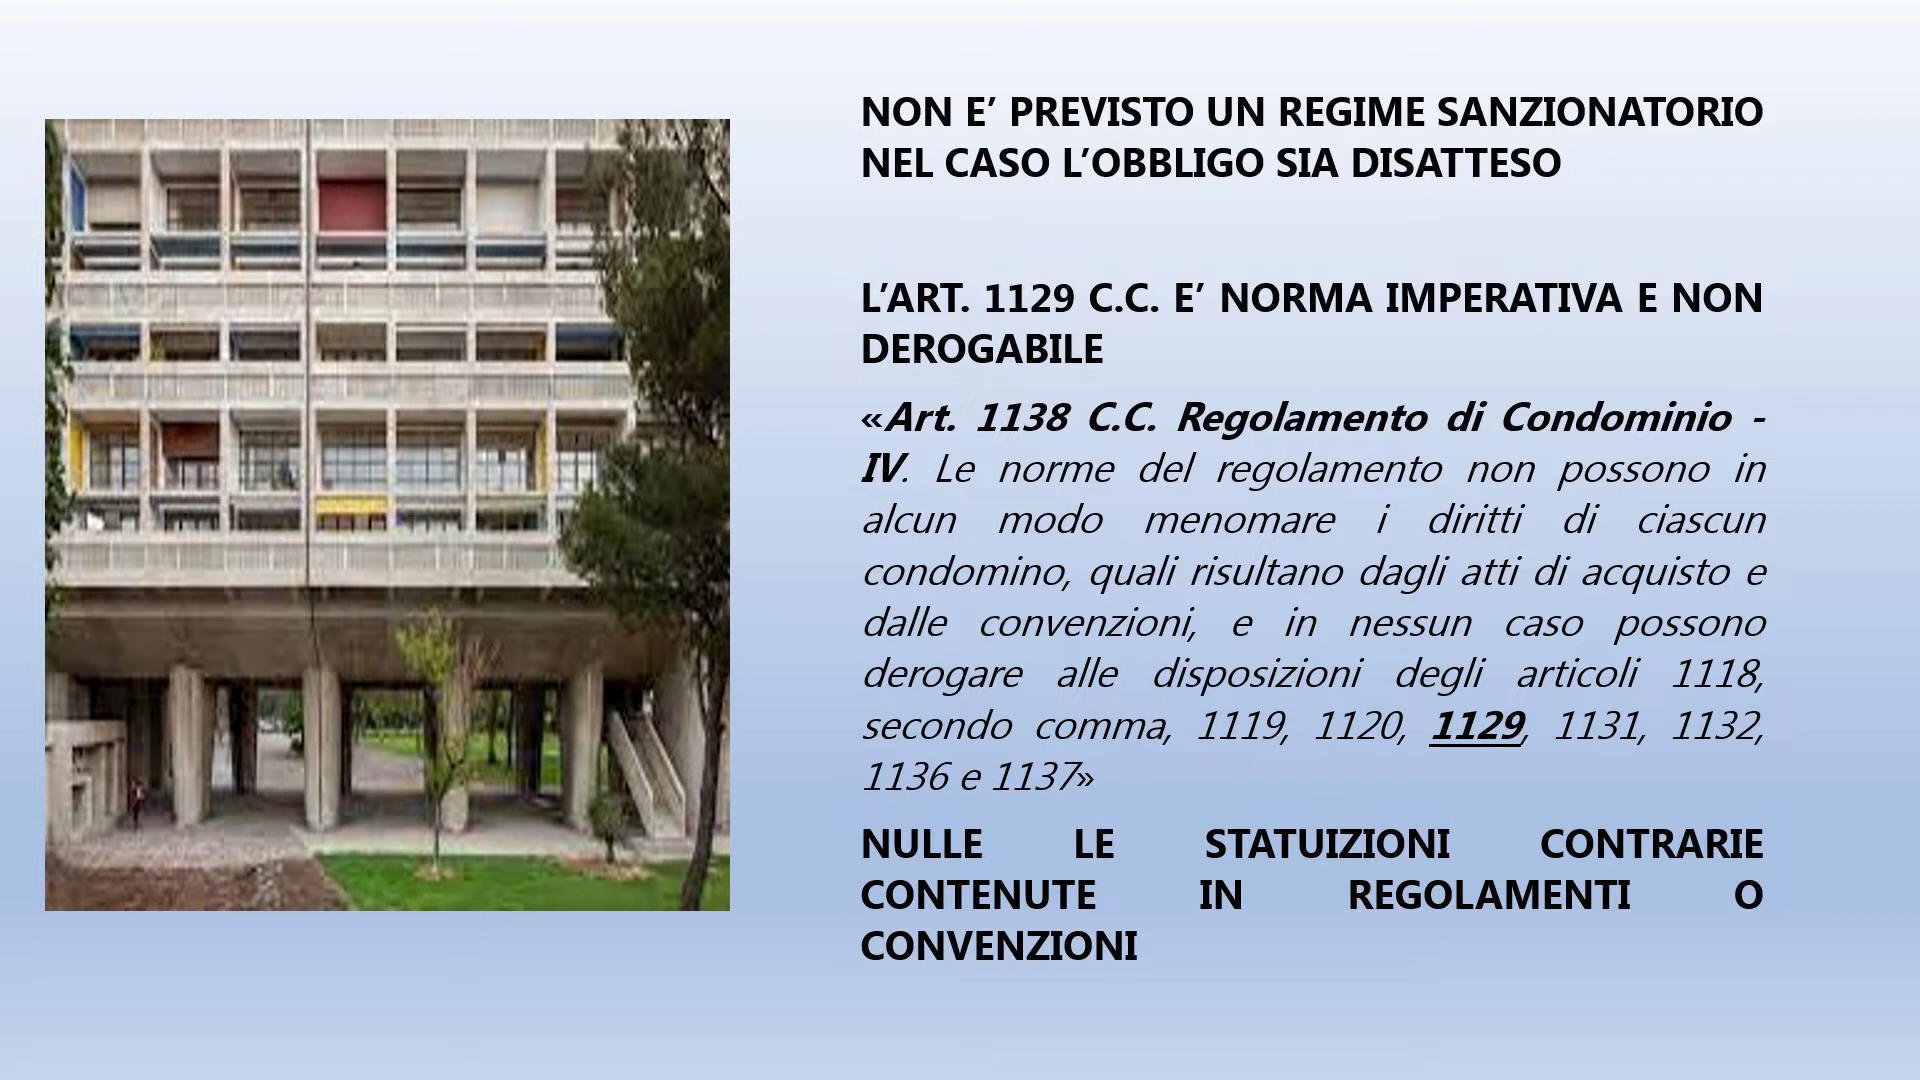 NON E’ PREVISTO UN REGIME SANZIONATORIO
NEL CASO L’OBBLIGO SIA DISATTESO
L’ART. 1129 C.C. E’ NORMA IMPERATIVA E NON
DEROGABILE
«Art. 1138 C.C. Regolamento di Condominio -
IV. Le norme del regolamento non possono in
alcun modo menomare i diritti di ciascun
condomino, quali risultano dagli atti di acquisto e
dalle convenzioni, e in nessun caso possono
derogare alle disposizioni degli articoli 1118,
secondo comma, 1119, 1120, 1129, 1131, 1132,
1136 e 1137»
NULLE LE STATUIZIONI CONTRARIE
CONTENUTE IN REGOLAMENTI O
CONVENZIONI